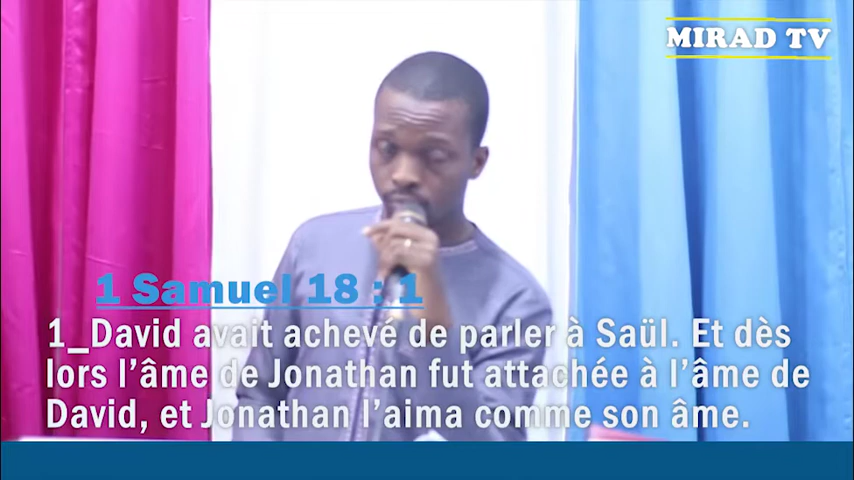 MIRAD TV
1 Samuel 18 : 1
1_David avait achevé de parler à Saül. Et dès
lors l’âme de Jonathan fut attachée à l’âme de
David, et Jonathan l’aima comme son âme.